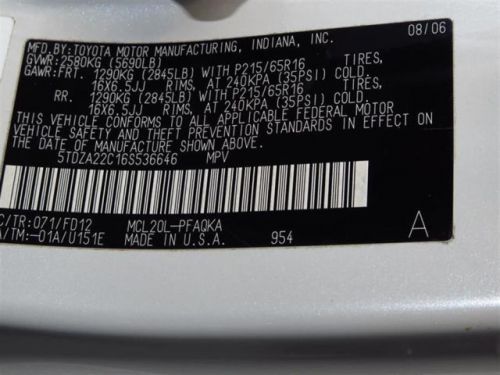 MFD.BY:TOYOTA MOTOR MANUFACTURING, INDIANA, INC. 08/06
GVWR:2580KG (5690LB)
GAWR:FRT. 1290KG (2845LB) WITH P215/65R16 TIRES,
16X6.5JJ RIMS, AT 240KPA (35PSI) COLD.
RR. 1290KG (2845LB) WITH P215/65R16 TIRES,
16X6.5JJ RIMS, AT 240KPA (35PSI) COLD.
THIS VEHICLE CONFORMS TO ALL APPLICABLE FEDERAL MOTOR
VEHICLE SAFETY AND THEFT PREVENTION STANDARDS IN EFFECT ON
THE DATE OF MANUFACTURE SHOWN ABOVE.
5TDZA22C16S536646 MPV
C/TR:071/FD12 MCL20L-PFAQKA A
A/TM:-01A/U151E MADE IN U.S.A. 954